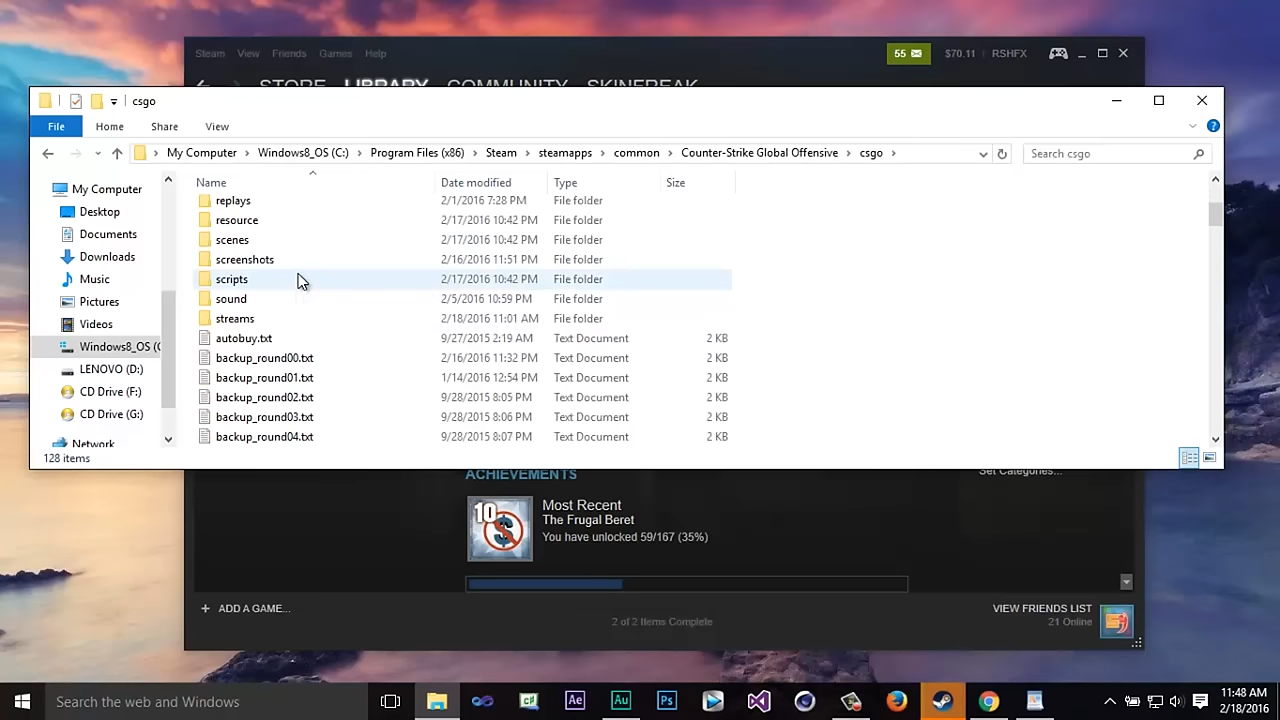 Steam View Friends Games Help
55 $70.11 RSHFX
STORE LIBRARY COMMUNITY SKINFREAK
csgo
File Home Share View
My Computer Windows8_OS (C:) Program Files (x86) Steam steamapps common Counter-Strike Global Offensive csgo
Search csgo
My Computer
Desktop
Documents
Downloads
Music
Pictures
Videos
Windows8_OS (C
LENOVO (D:)
CD Drive (F:)
CD Drive (G:)
Network
Name Date modified Type Size
replays 2/1/2016 7:28 PM File folder
resource 2/17/2016 10:42 PM File folder
scenes 2/17/2016 10:42 PM File folder
screenshots 2/16/2016 11:51 PM File folder
scripts 2/17/2016 10:42 PM File folder
sound 2/5/2016 10:59 PM File folder
streams 2/18/2016 11:01 AM File folder
autobuy.txt 9/27/2015 2:19 AM Text Document 2 KB
backup_round00.txt 2/16/2016 11:32 PM Text Document 2 KB
backup_round01.txt 1/14/2016 12:54 PM Text Document 2 KB
backup_round02.txt 9/28/2015 8:05 PM Text Document 2 KB
backup_round03.txt 9/28/2015 8:06 PM Text Document 2 KB
backup_round04.txt 9/28/2015 8:07 PM Text Document 2 KB
128 items
ACHIEVEMENTS
Set Categories...
10
Most Recent
The Frugal Beret
You have unlocked 59/167 (35%)
+ ADD A GAME...
2 of 2 Items Complete
VIEW FRIENDS LIST
21 Online
Search the web and Windows
c#
Ae
Au
Ps
11:48 AM
2/18/2016